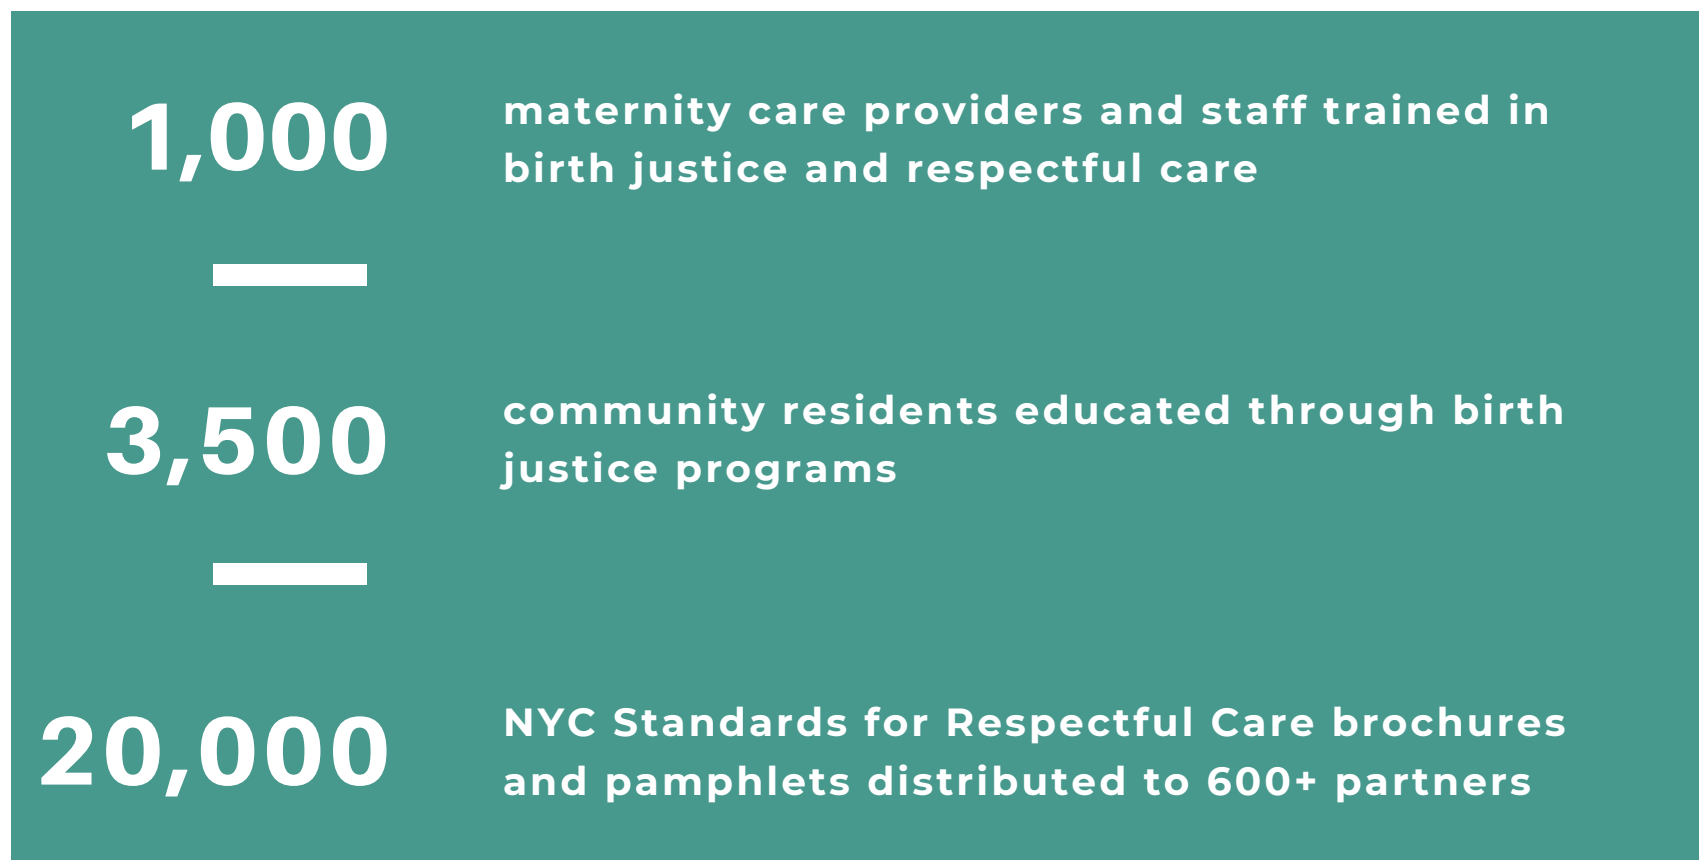 1,000
maternity care providers and staff trained in
birth justice and respectful care
3,500
community residents educated through birth
justice programs
20,000
NYC Standards for Respectful Care brochures
and pamphlets distributed to 600+ partners